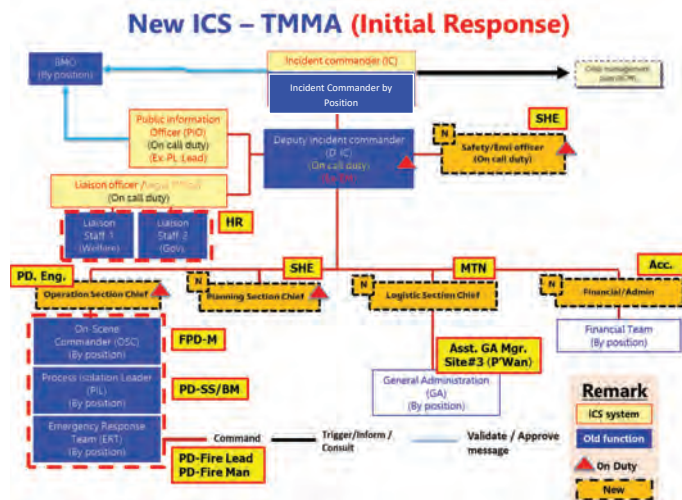 New ICS – TMMA (Initial Response)
BMC
(By position)
Incident commander (IC)
Incident Commander by
Position
Public information
Officer (PIO)
(On call duty)
(Ex-PL Lead)
Deputy incident commander
(D-IC)
(On call duty)
SHE
N
Safety/Envi officer
(On call duty)
Liaison officer /
(On call duty)
Liaison
Staff 1
(Welfare)
Liaison
Staff 2
(Gov)
HR
PD. Eng.
Operation Section Chief
SHE
N
Planning Section Chief
MTN
N
Logistic Section Chief
Acc.
N
Financial/Admin
On-Scene
Commander (OSC)
(By position)
FPD-M
Process Isolation Leader
(PIL)
(By position)
PD-SS/BM
Emergency Response
Team (ERT)
(By position)
PD-Fire Lead
PD-Fire Man
Asst. GA Mgr.
Site#3 (P'Wan)
General Administration
(GA)
(By position)
Financial Team
(By position)
Command
Trigger/Inform /
Consult
Validate / Approve
message
Remark
ICS system
Old function
On Duty
New